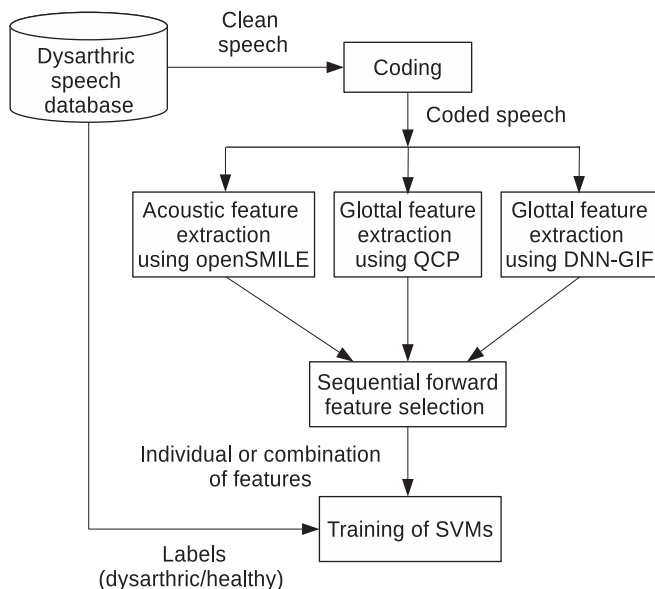 Dysarthric
speech
database
Clean
speech
Coding
Coded speech
Acoustic feature
extraction
using openSMILE
Glottal feature
extraction
using QCP
Glottal feature
extraction
using DNN-GIF
Sequential forward
feature selection
Individual or combination
of features
Training of SVMs
Labels
(dysarthric/healthy)